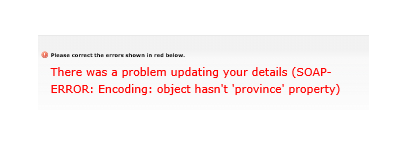 Please correct the errors shown in red below.
There was a problem updating your details (SOAP-
ERROR: Encoding: object hasn't 'province' property)